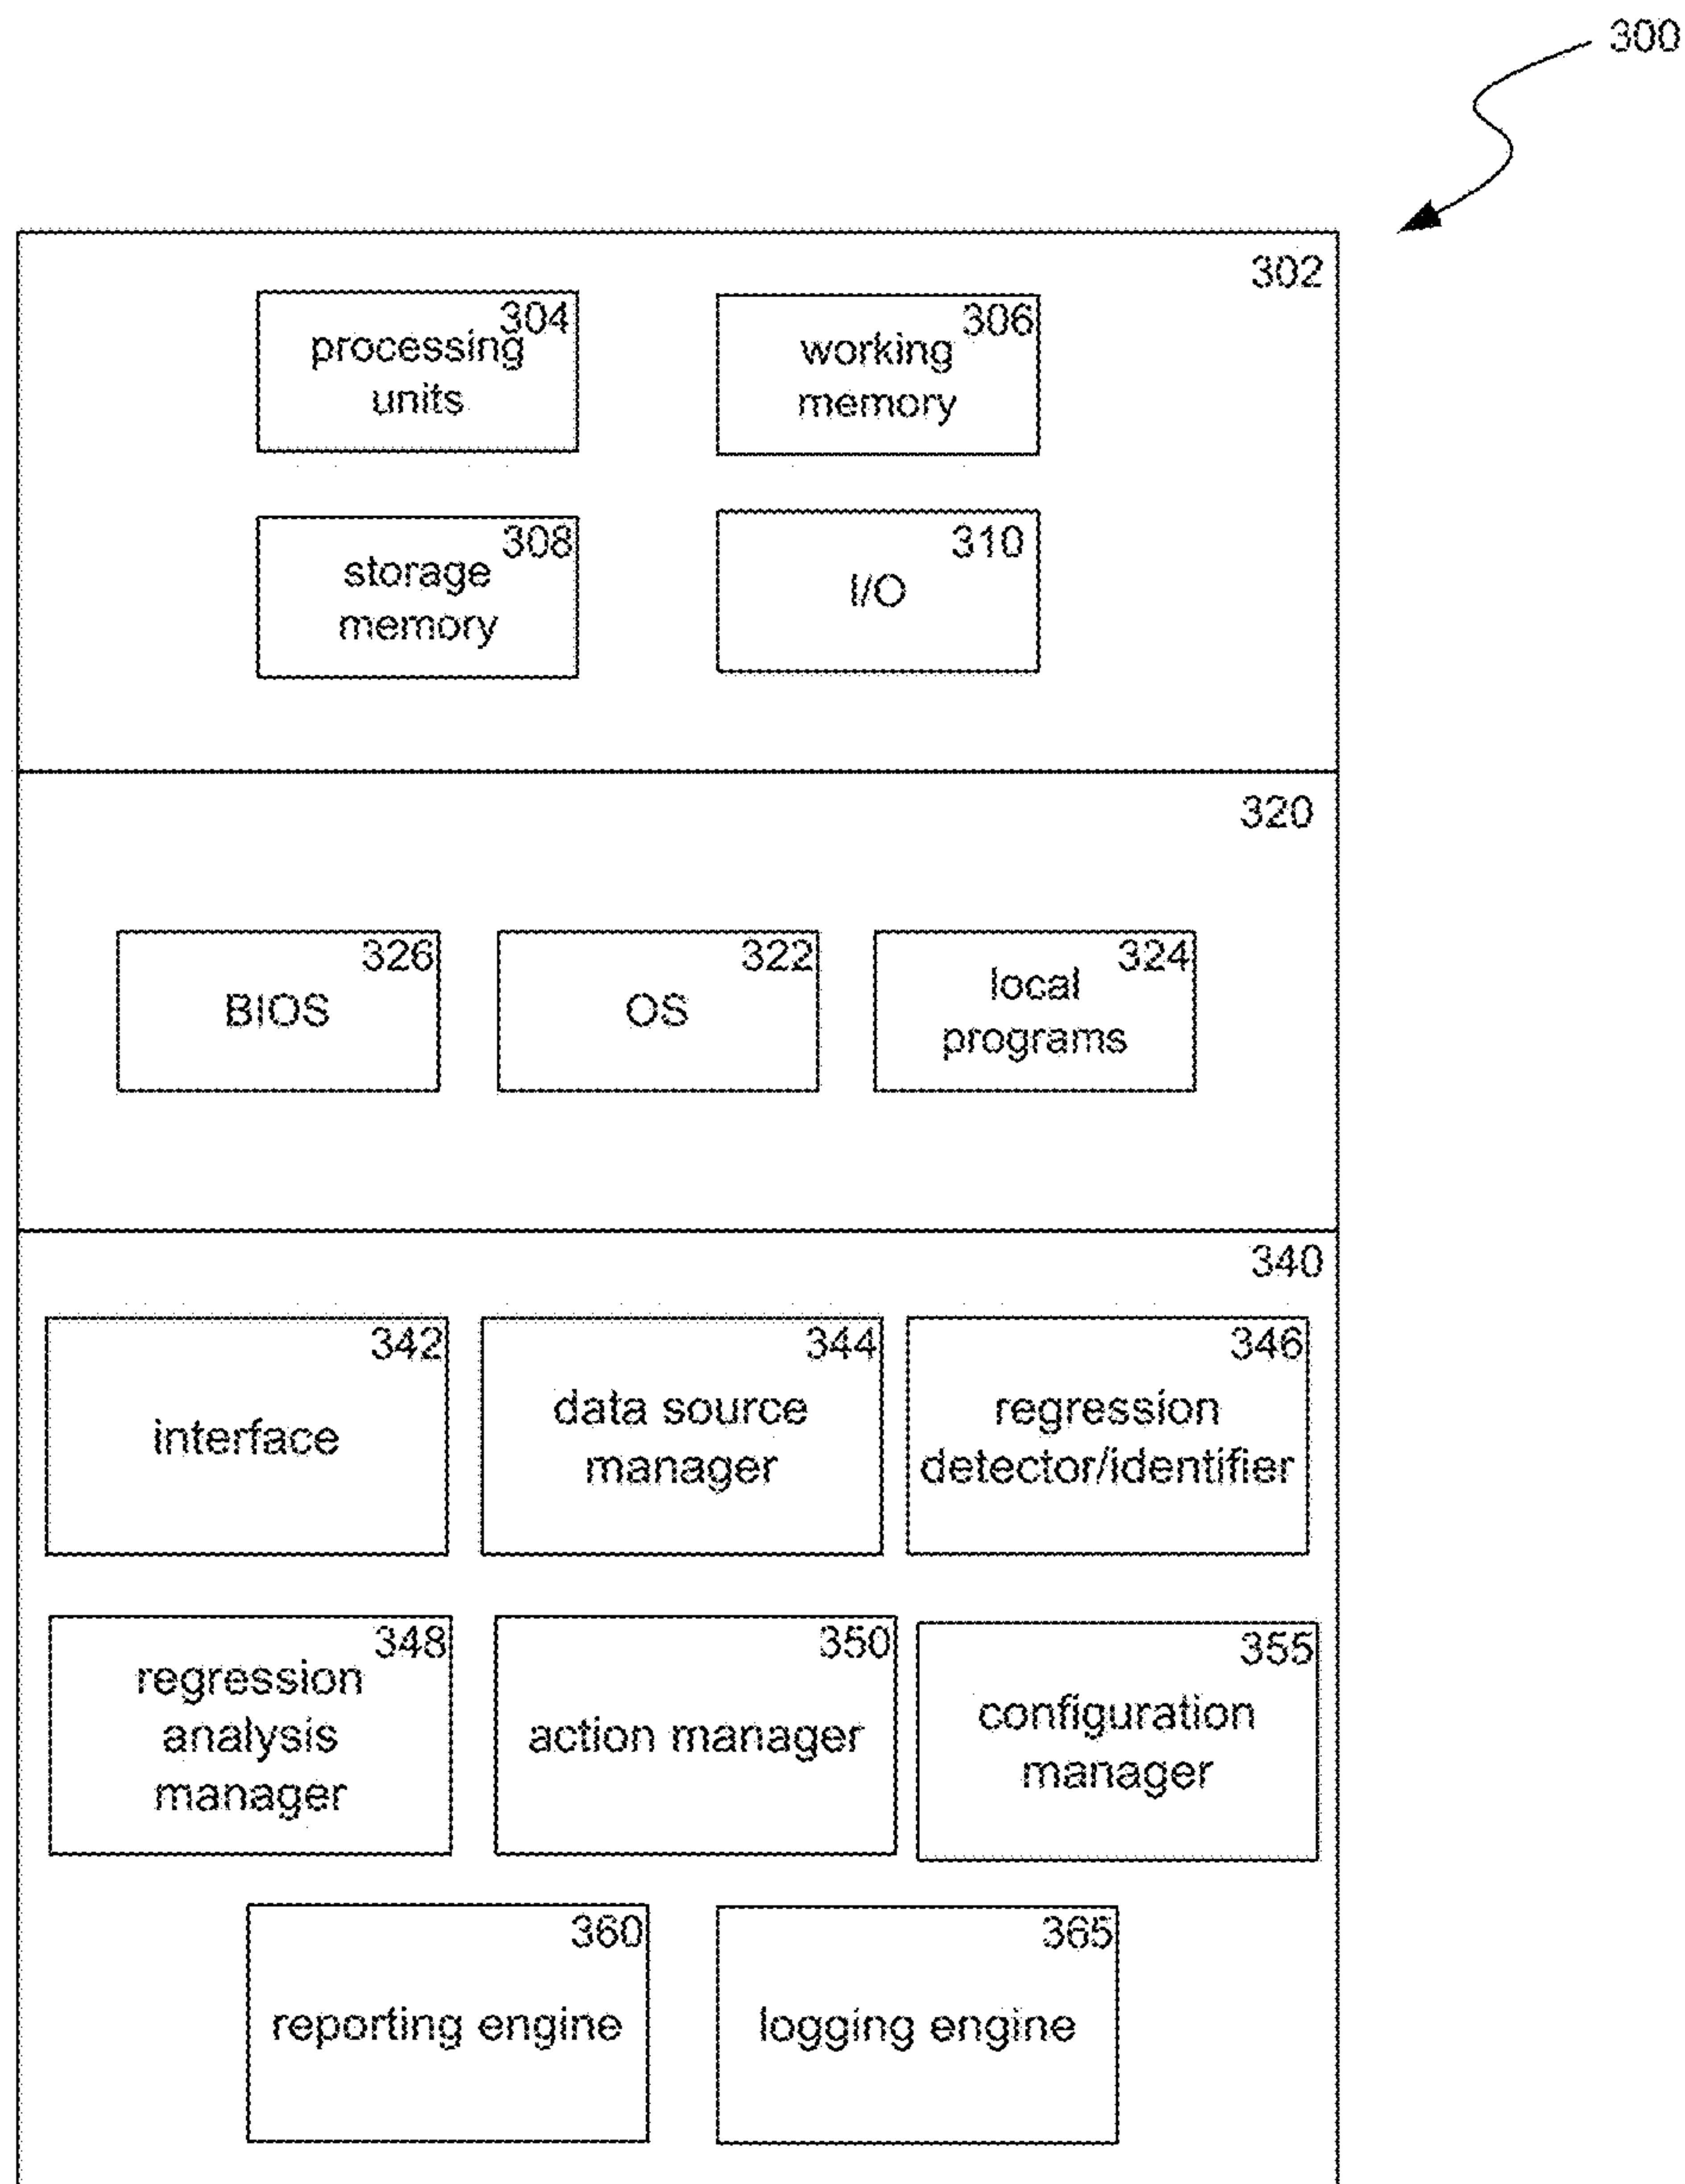 300
302
304
processing
units
306
working
memory
308
storage
memory
310
I/O
320
326
BIOS
322
OS
324
local
programs
340
342
interface
344
data source
manager
346
regression
detector/identifier
348
regression
analysis
manager
350
action manager
355
configuration
manager
360
reporting engine
365
logging engine